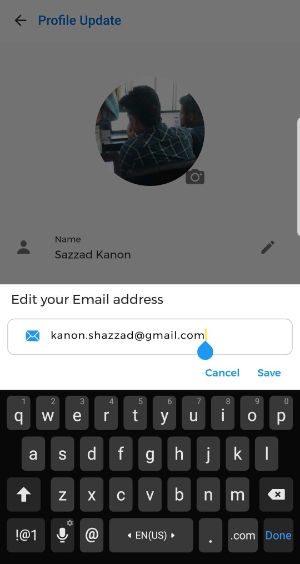 Profile Update
Name
Sazzad Kanon
Edit your Email address
kanon.shazzad@gmail.com
Cancel Save
1 2 3 4 5 6 7 8 9 0
q w e r t y u i o p
a s d f g h j k l
z x c v b n m
!@1 @ EN(US) . .com Done